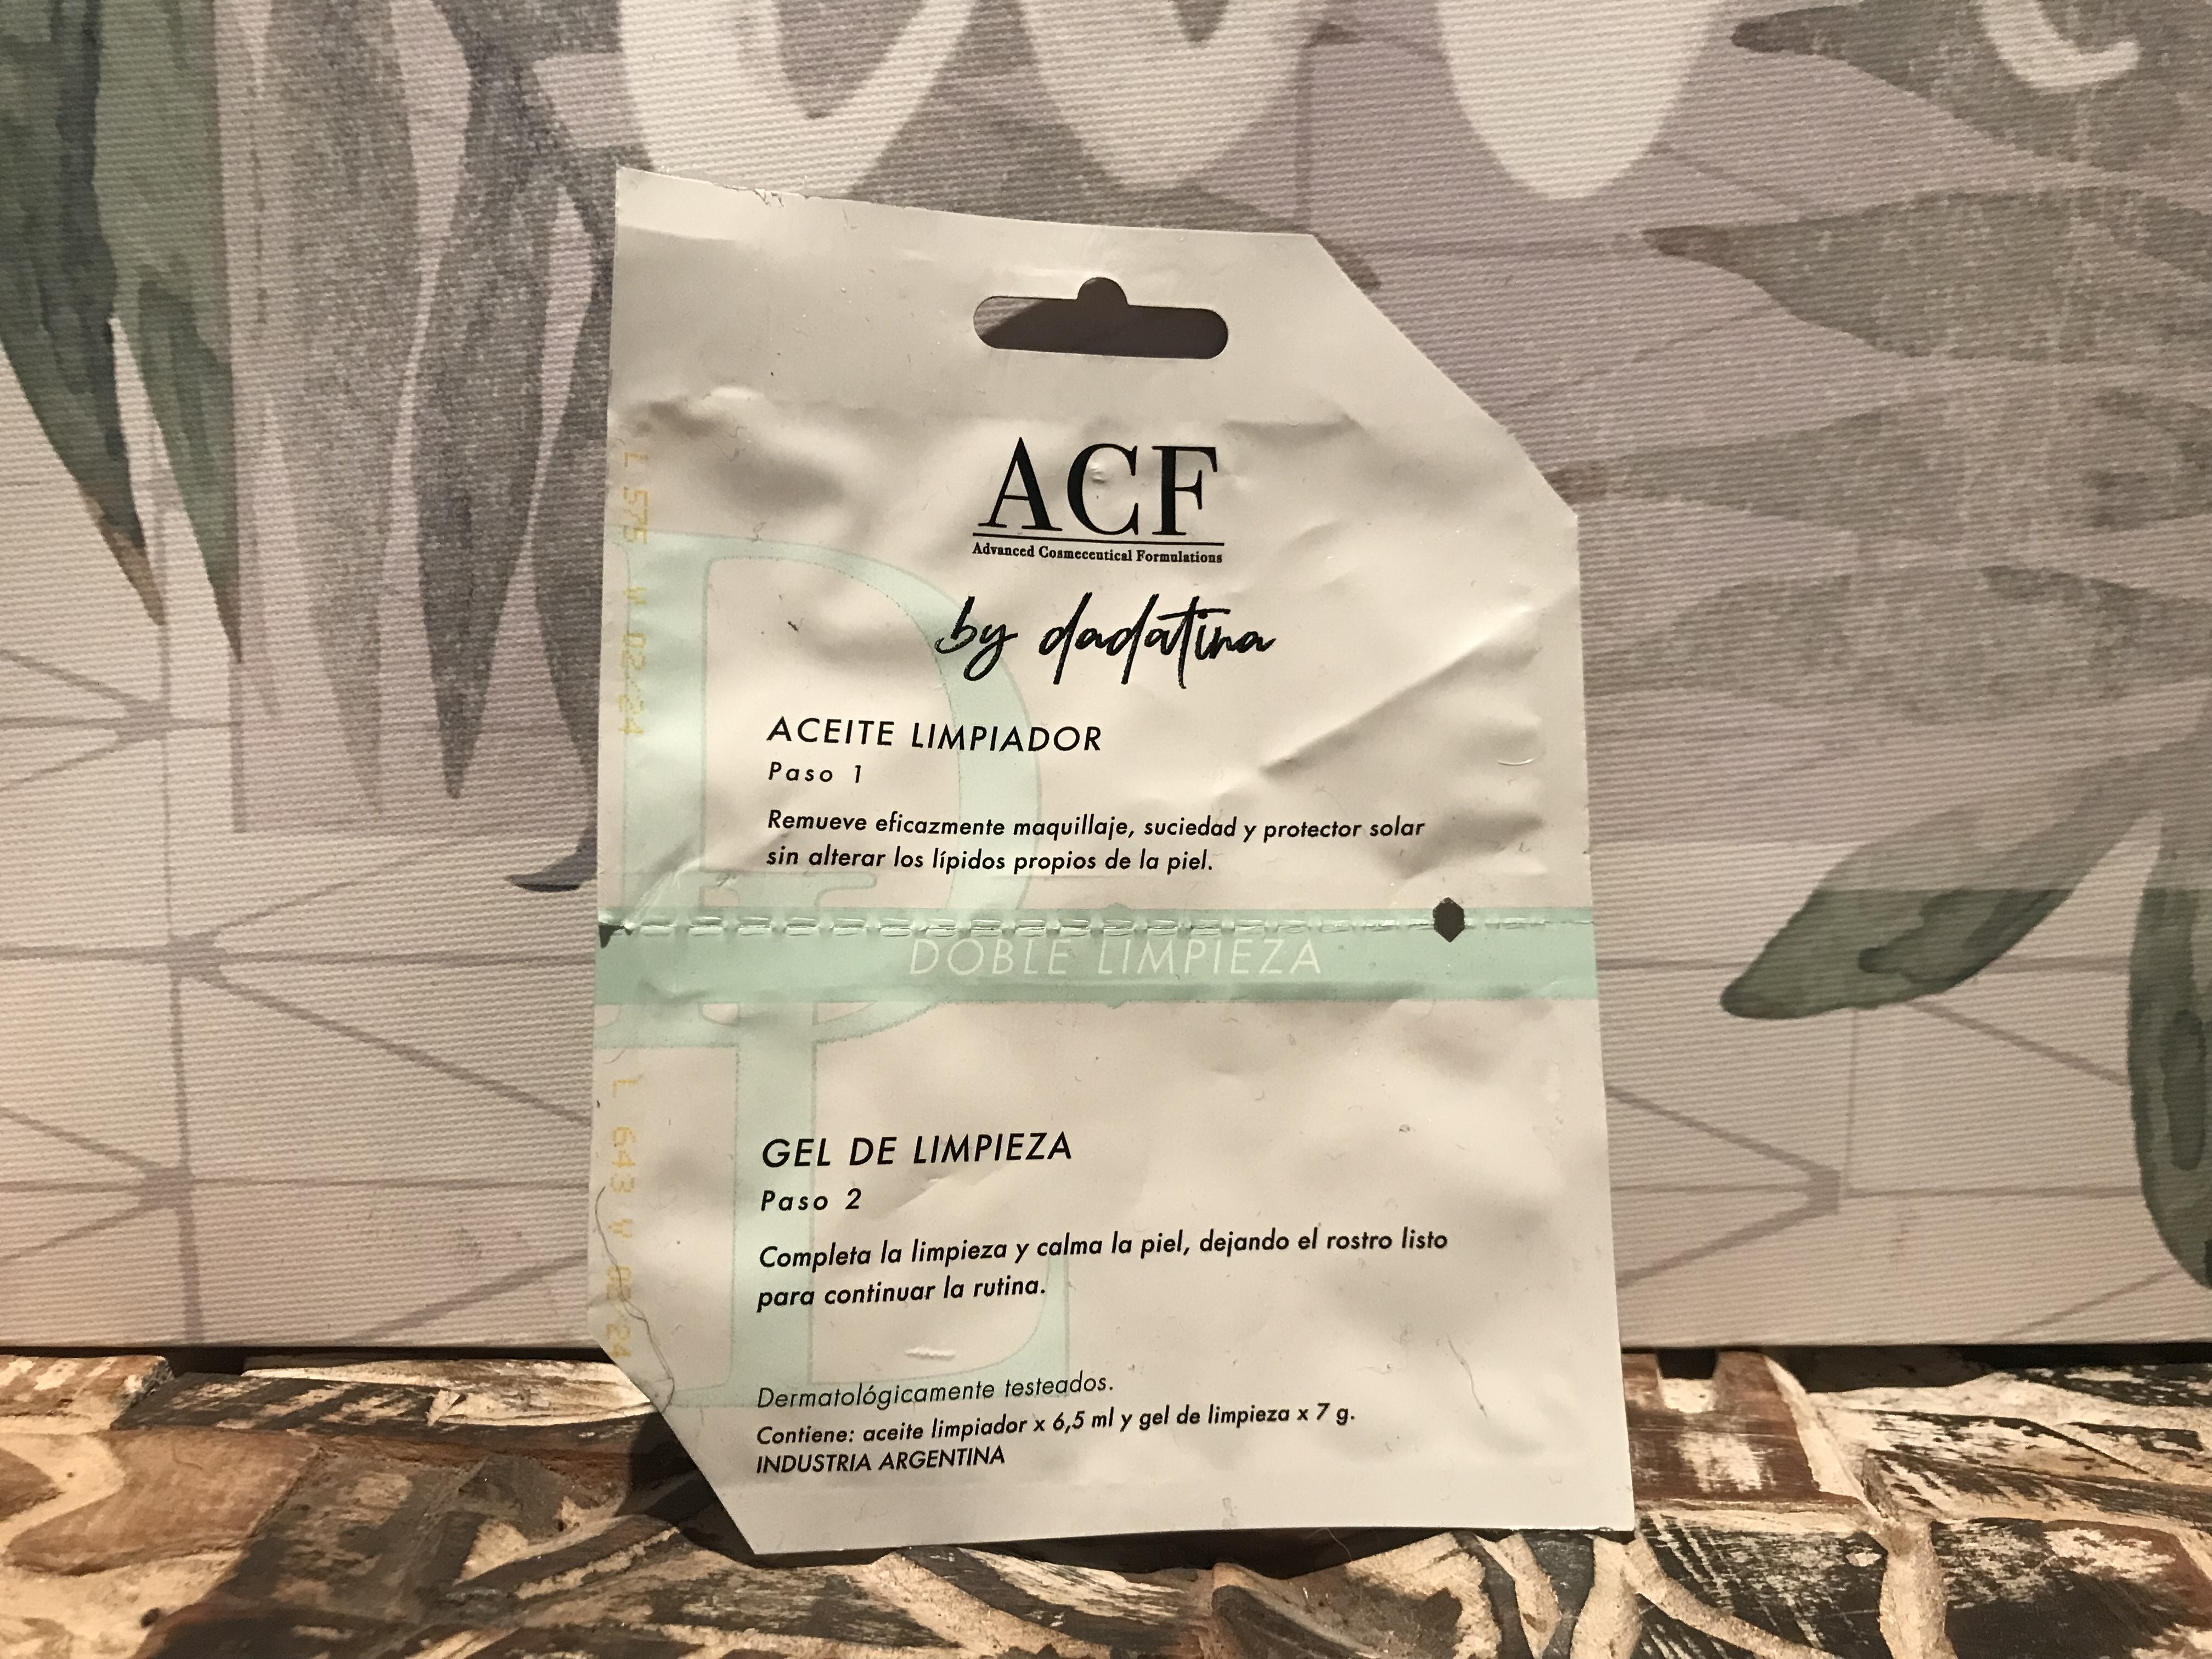 ACF
Advanced Cosmeceutical Formulations
by dadatina
ACEITE LIMPIADOR
Paso 1
Remueve eficazmente maquillaje, suciedad y protector solar
sin alterar los lípidos propios de la piel.
DOBLE LIMPIEZA
GEL DE LIMPIEZA
Paso 2
Completa la limpieza y calma la piel, dejando el rostro listo
para continuar la rutina.
Dermatológicamente testeados.
Contiene: aceite limpiador x 6,5 ml y gel de limpieza x 7 g.
INDUSTRIA ARGENTINA
L 575 V 02/24
L 643 V 02/24
DL